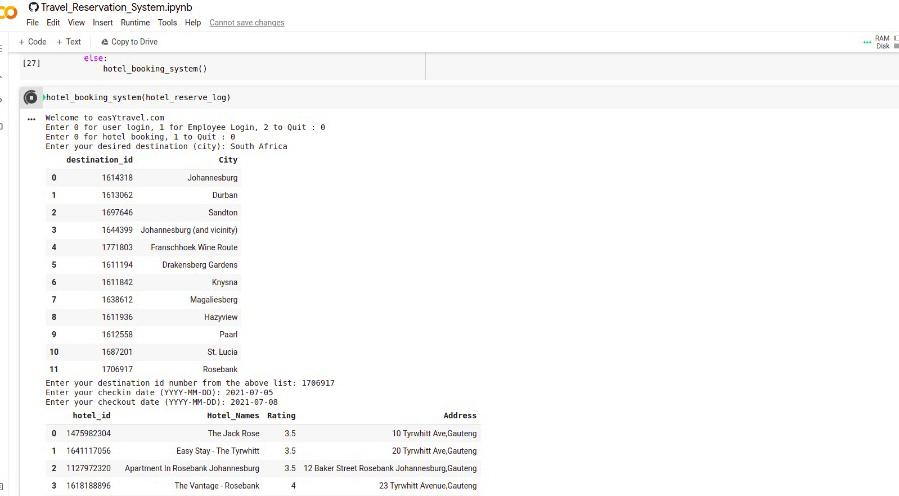 Travel_Reservation_System.ipynb
File Edit View Insert Runtime Tools Help Cannot save changes
+ Code + Text Copy to Drive
RAM
Disk
[27] else:
hotel_booking_system()
hotel_booking_system(hotel_reserve_log)
Welcome to easYtravel.com
Enter 0 for user login, 1 for Employee Login, 2 to Quit : 0
Enter 0 for hotel booking, 1 to Quit : 0
Enter your desired destination (city): South Africa
destination_id City
0 1614318 Johannesburg
1 1613062 Durban
2 1697646 Sandton
3 1644399 Johannesburg (and vicinity)
4 1771803 Franschhoek Wine Route
5 1611194 Drakensberg Gardens
6 1611842 Knysna
7 1638612 Magaliesberg
8 1611936 Hazyview
9 1612558 Paarl
10 1687201 St. Lucia
11 1706917 Rosebank
Enter your destination id number from the above list: 1706917
Enter your checkin date (YYYY-MM-DD): 2021-07-05
Enter your checkout date (YYYY-MM-DD): 2021-07-08
hotel_id Hotel_Names Rating Address
0 1475982304 The Jack Rose 3.5 10 Tyrwhitt Ave,Gauteng
1 1641117056 Easy Stay - The Tyrwhitt 3.5 20 Tyrwhitt Ave,Gauteng
2 1127972320 Apartment In Rosebank Johannesburg 3.5 12 Baker Street Rosebank Johannesburg,Gauteng
3 1618188896 The Vantage - Rosebank 4 23 Tyrwhitt Avenue,Gauteng